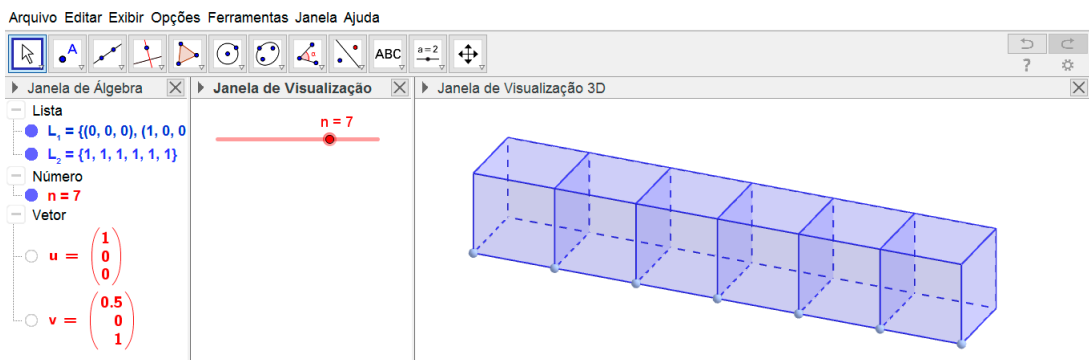 Arquivo Editar Exibir Opções Ferramentas Janela Ajuda
A
α
ABC
a=2
?
Janela de Álgebra
Janela de Visualização
Janela de Visualização 3D
Lista
L₁ = {(0, 0, 0), (1, 0, 0
L₂ = {1, 1, 1, 1, 1, 1}
Número
n = 7
Vetor
u = (1
0
0)
v = (0.5
0
1)
n = 7